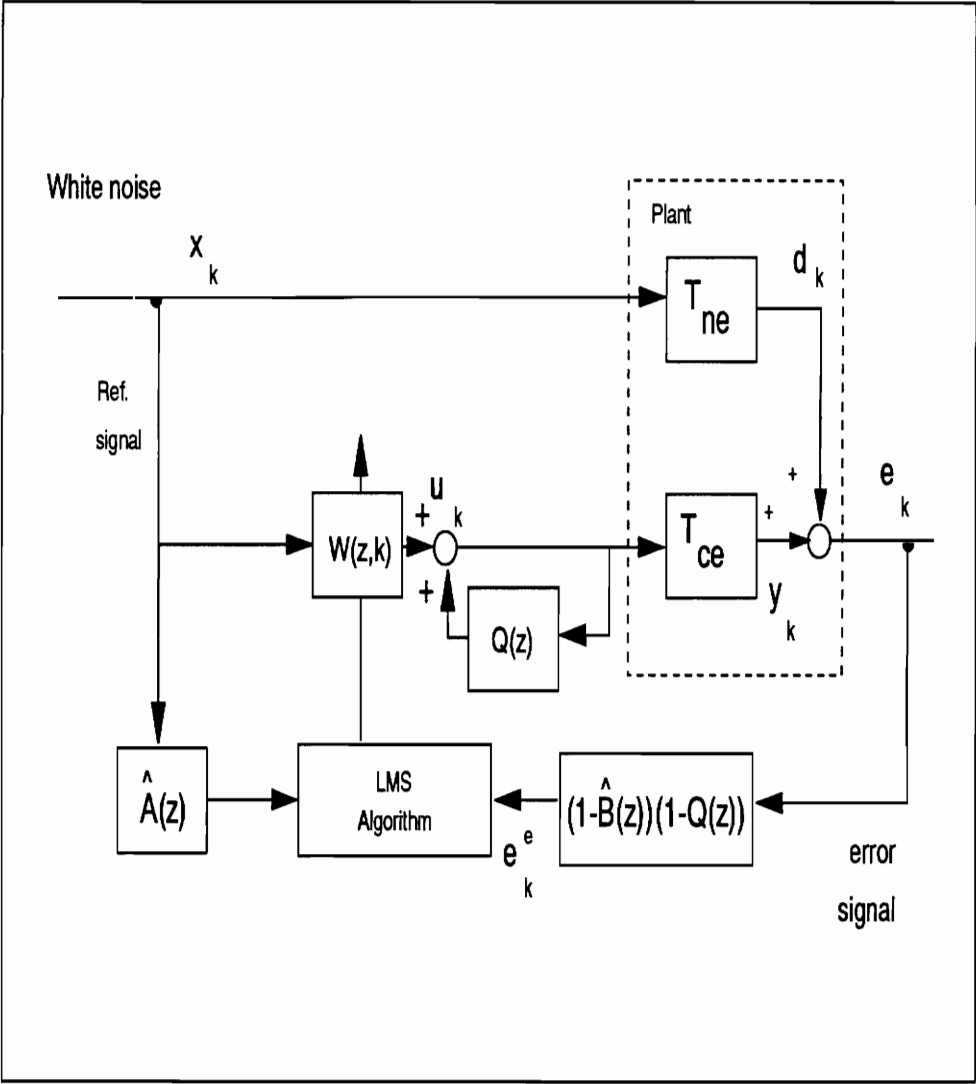 White noise
x k
Plant
T ne
d k
Ref.
signal
u k
+
+
W(z,k)
Q(z)
T ce
+
+
y k
e k
^
A(z)
LMS
Algorithm
e e k
^
(1-B(z))(1-Q(z))
error
signal